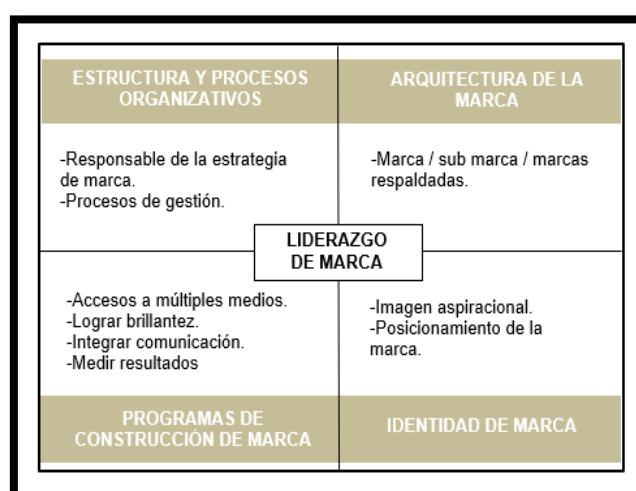 ESTRUCTURA Y PROCESOS
ORGANIZATIVOS
ARQUITECTURA DE LA
MARCA
-Responsable de la estrategia
de marca.
-Procesos de gestión.
-Marca / sub marca / marcas
respaldadas.
LIDERAZGO
DE MARCA
-Accesos a múltiples medios.
-Lograr brillantez.
-Integrar comunicación.
-Medir resultados
-Imagen aspiracional.
-Posicionamiento de la
marca.
PROGRAMAS DE
CONSTRUCCIÓN DE MARCA
IDENTIDAD DE MARCA